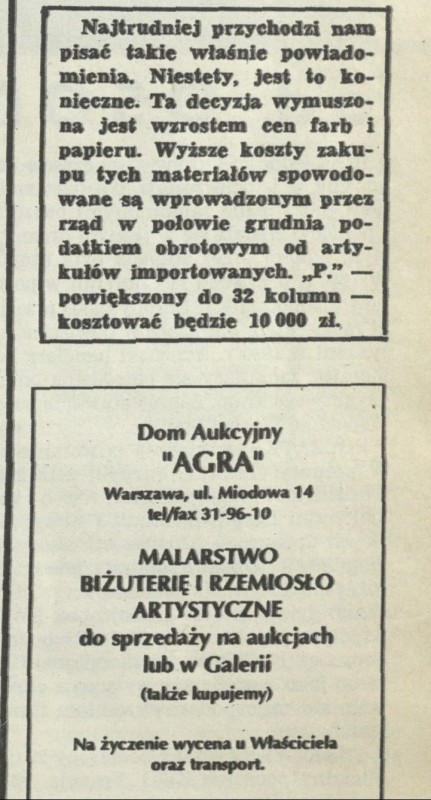 Najtrudniej przychodzi nam
pisać takie właśnie powiado-
mienia. Niestety, jest to ko-
nieczne. Ta decyzja wymuszo-
na jest wzrostem cen farb i
papieru. Wyższe koszty zaku-
pu tych materiałów spowodo-
wane są wprowadzonym przez
rząd w połowie grudnia po-
datkiem obrotowym od arty-
kułów importowanych. „P.” —
powiększony do 32 kolumn —
kosztować będzie 10 000 zł.
Dom Aukcyjny
"AGRA"
Warszawa, ul. Miodowa 14
tel/fax 31-96-10
MALARSTWO
BIŻUTERIĘ I RZEMIOSŁO
ARTYSTYCZNE
do sprzedaży na aukcjach
lub w Galerii
(także kupujemy)
Na życzenie wycena u Właściciela
oraz transport.